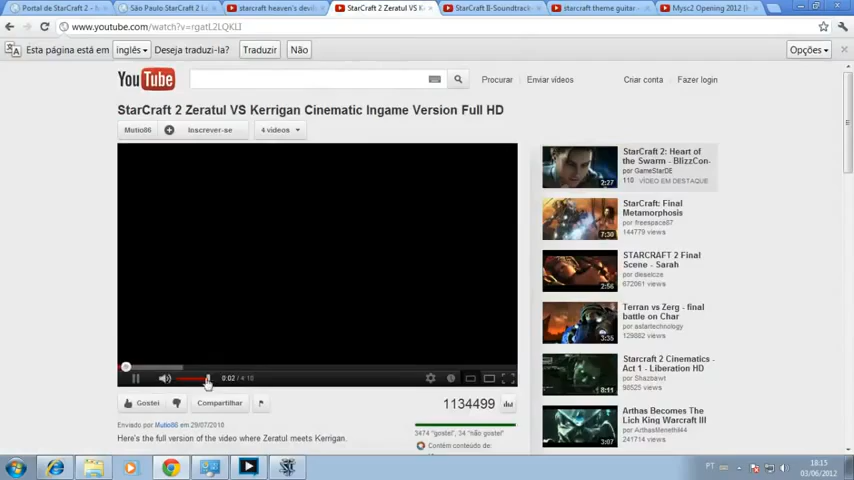 Portal de StarCraft 2 - f
São Paulo StarCraft 2 L
starcraft heaven's devi
StarCraft 2 Zeratul VS K
StarCraft II-Soundtrack
starcraft theme guitar
Mysc2 Opening 2012 [H
www.youtube.com/watch?v=rgatL2LQKLI
Esta página está em inglês Deseja traduzi-la? Traduzir Não Opções
YouTube Procurar Enviar vídeos Criar conta Fazer login
StarCraft 2 Zeratul VS Kerrigan Cinematic Ingame Version Full HD
Mutio86 Inscrever-se 4 vídeos
StarCraft 2: Heart of
the Swarm - BlizzCon-
por GameStarDE
110 VÍDEO EM DESTAQUE
2:27
StarCraft: Final
Metamorphosis
por freespace67
144779 views
7:30
STARCRAFT 2 Final
Scene - Sarah
por dieselcze
672061 views
2:56
Terran vs Zerg - final
battle on Char
por astartechnology
129882 views
3:35
Starcraft 2 Cinematics -
Act 1 - Liberation HD
por Shazbawt
98525 views
8:11
Arthas Becomes The
Lich King Warcraft III
por ArthasMenethil44
241714 views
3:07
0:02 / 4:10
Gostei Compartilhar 1134499
Enviado por Mutio86 em 29/07/2010
Here's the full version of the video where Zeratul meets Kerrigan.
3474 "gostei", 34 "não gostei"
Contém conteúdo de:
PT
18:15
03/06/2012